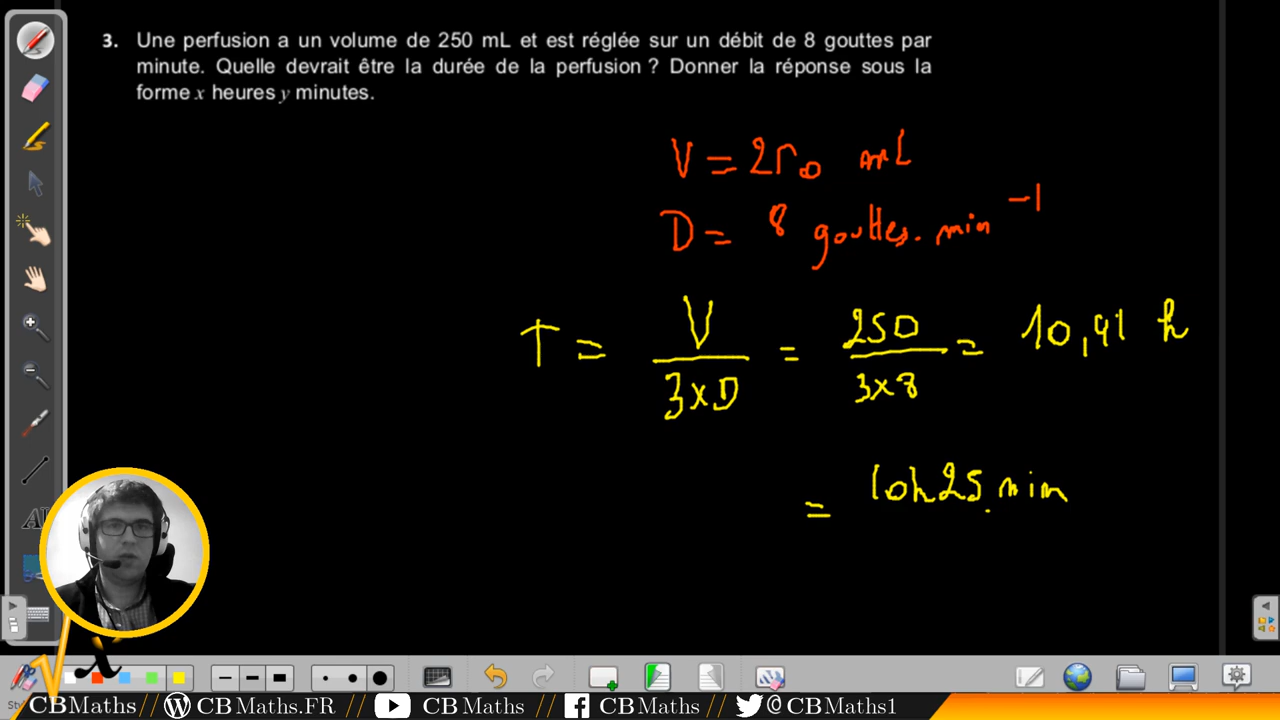 3. Une perfusion a un volume de 250 mL et est réglée sur un débit de 8 gouttes par
minute. Quelle devrait être la durée de la perfusion ? Donner la réponse sous la
forme x heures y minutes.
V = 250 mL
D = 8 gouttes. min ⁻¹
T = V / 3 x D = 250 / 3 x 8 = 10,41 h
= 10h25 min
CBMaths // CBMaths.FR // CBMaths // CBMaths // @CBMaths1